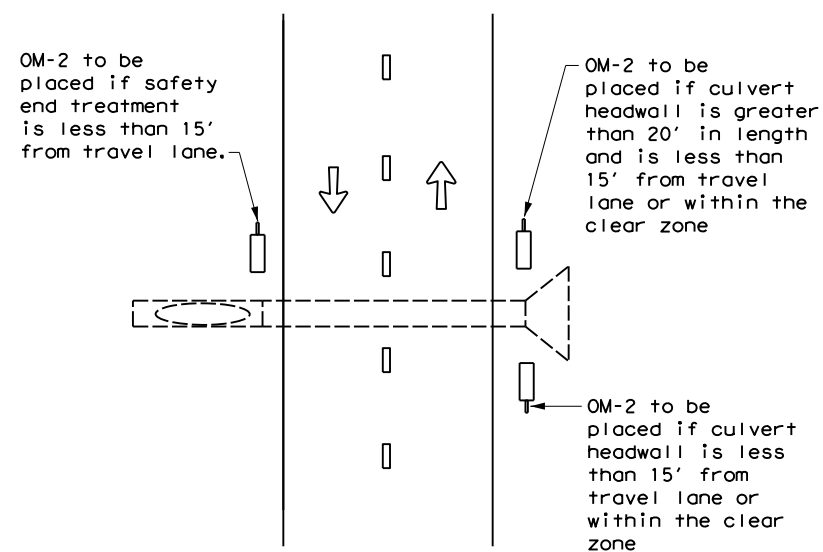 OM-2 to be
placed if safety
end treatment
is less than 15'
from travel lane.
OM-2 to be
placed if culvert
headwall is greater
than 20' in length
and is less than
15' from travel
lane or within the
clear zone
OM-2 to be
placed if culvert
headwall is less
than 15' from
travel lane or
within the clear
zone